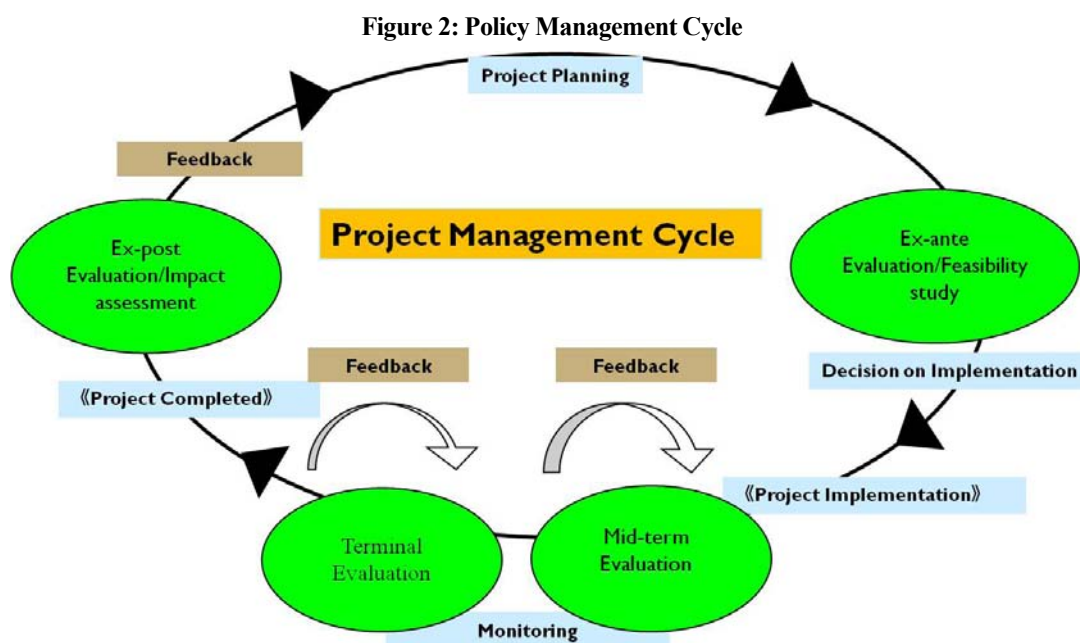 Figure 2: Policy Management Cycle
Project Planning
Feedback
Project Management Cycle
Ex-post
Evaluation/Impact
assessment
Ex-ante
Evaluation/Feasibility
study
Feedback
Feedback
Decision on Implementation
《Project Completed》
《Project Implementation》
Terminal
Evaluation
Mid-term
Evaluation
Monitoring